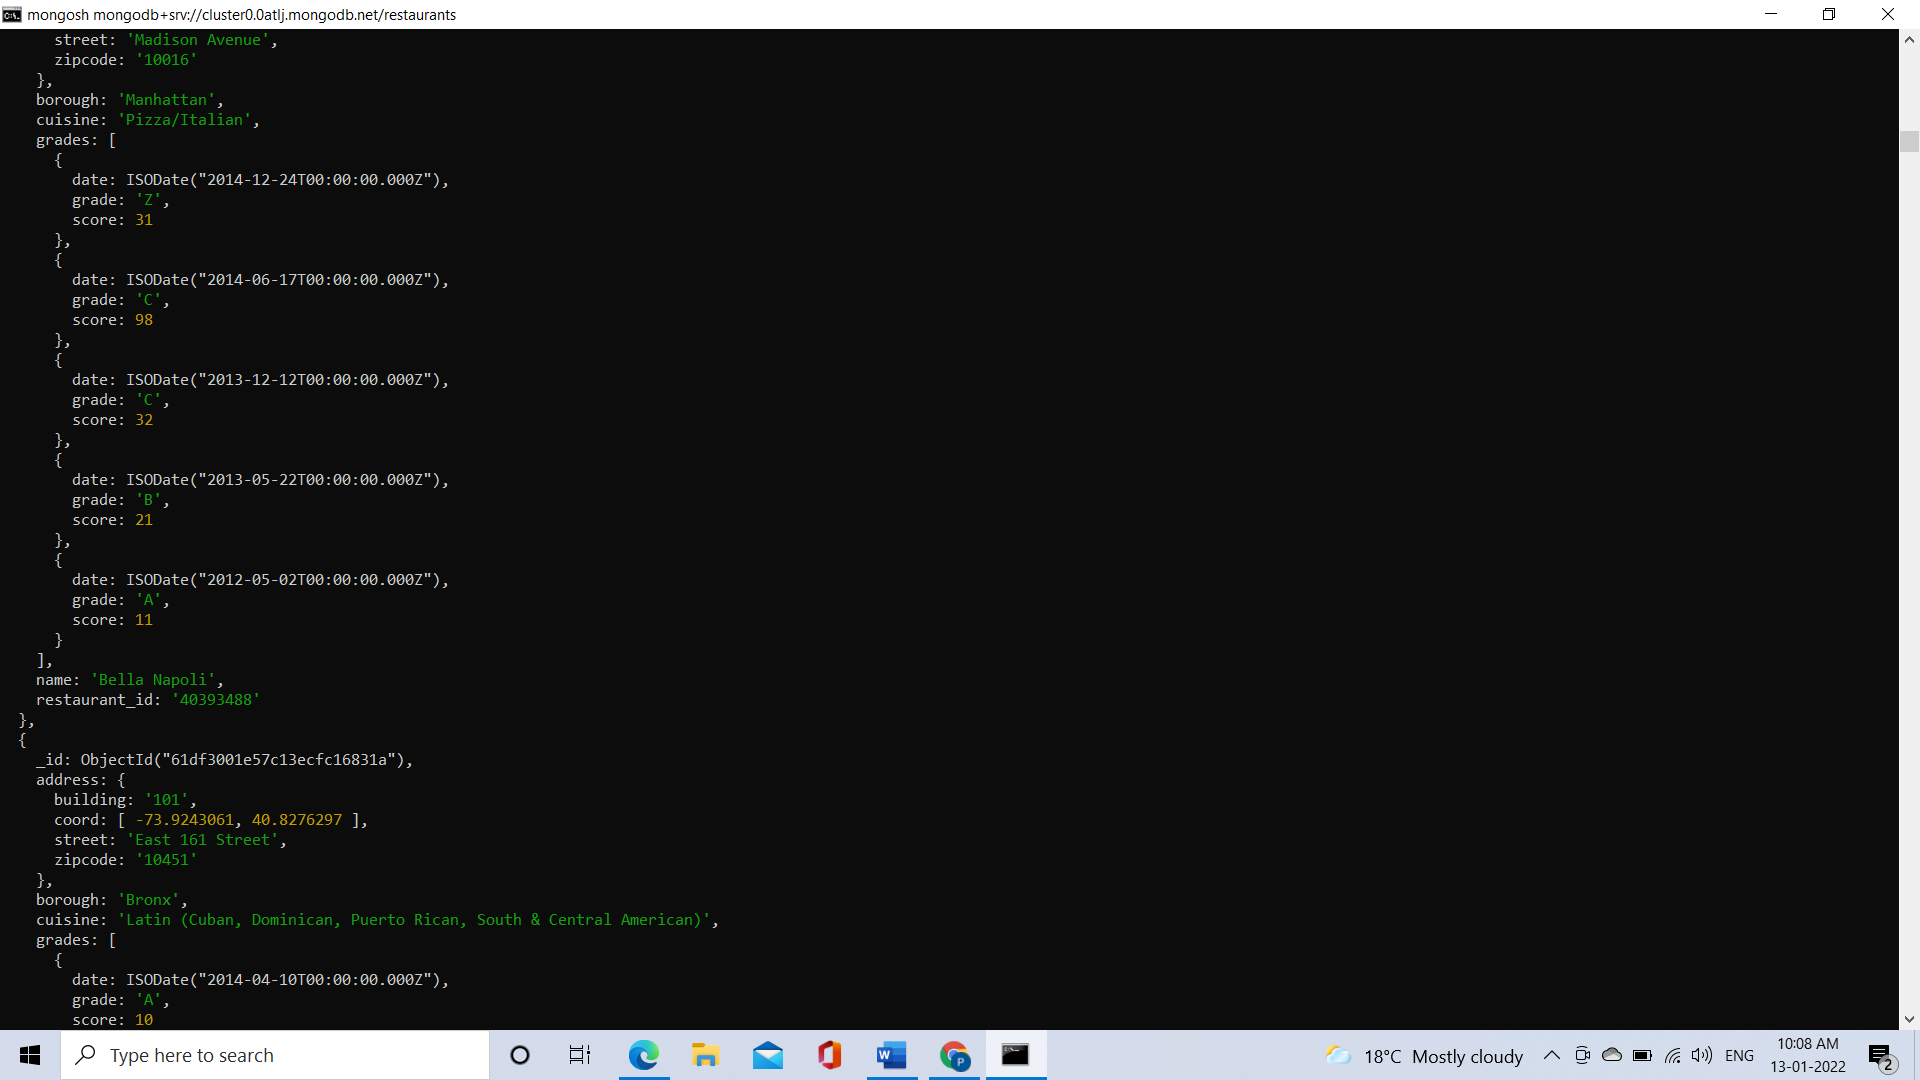 mongosh mongodb+srv://cluster0.0atlj.mongodb.net/restaurants
street: 'Madison Avenue',
zipcode: '10016'
},
borough: 'Manhattan',
cuisine: 'Pizza/Italian',
grades: [
{
date: ISODate("2014-12-24T00:00:00.000Z"),
grade: 'Z',
score: 31
},
{
date: ISODate("2014-06-17T00:00:00.000Z"),
grade: 'C',
score: 98
},
{
date: ISODate("2013-12-12T00:00:00.000Z"),
grade: 'C',
score: 32
},
{
date: ISODate("2013-05-22T00:00:00.000Z"),
grade: 'B',
score: 21
},
{
date: ISODate("2012-05-02T00:00:00.000Z"),
grade: 'A',
score: 11
}
],
name: 'Bella Napoli',
restaurant_id: '40393488'
},
{
_id: ObjectId("61df3001e57c13ecfc16831a"),
address: {
building: '101',
coord: [ -73.9243061, 40.8276297 ],
street: 'East 161 Street',
zipcode: '10451'
},
borough: 'Bronx',
cuisine: 'Latin (Cuban, Dominican, Puerto Rican, South & Central American)',
grades: [
{
date: ISODate("2014-04-10T00:00:00.000Z"),
grade: 'A',
score: 10
Type here to search
18°C Mostly cloudy
ENG
10:08 AM
13-01-2022
2